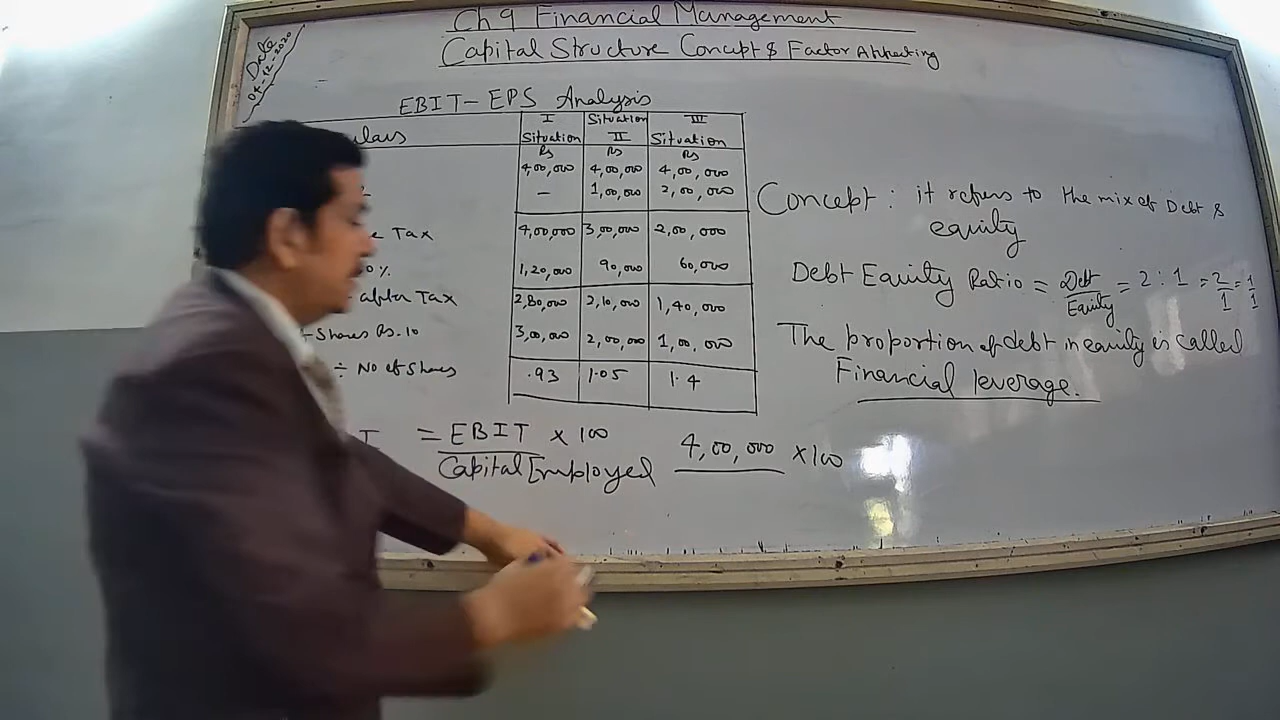 Ch 9 Financial Management
Capital Structure Concept & Factor Affecting
Date
04-12-2020
EBIT-EPS Analysis
I Situation
Situation II
III Situation
Rs Rs Rs
4,00,000 4,00,000 4,00,000
— 1,00,000 2,00,000
Tax 4,00,000 3,00,000 2,00,000
0% 1,20,000 90,000 60,000
after Tax 2,80,000 2,10,000 1,40,000
Shares Rs.10 3,00,000 2,00,000 1,00,000
÷ No of Shares .93 1.05 1.4
I = EBIT / Capital Employed × 100 4,00,000 × 100
Concept : it refers to the mix of Debt &
equity
Debt Equity Ratio = Debt / Equity = 2 : 1 = 2/1 = 1/1
The proportion of debt in equity is called
Financial leverage.